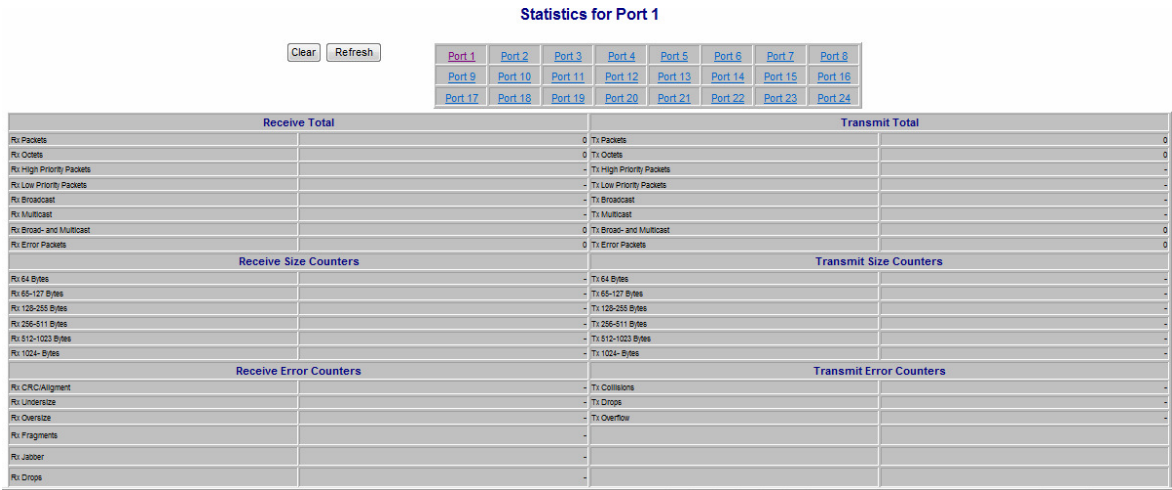 Statistics for Port 1
Clear Refresh
Port 1 Port 2 Port 3 Port 4 Port 5 Port 6 Port 7 Port 8
Port 9 Port 10 Port 11 Port 12 Port 13 Port 14 Port 15 Port 16
Port 17 Port 18 Port 19 Port 20 Port 21 Port 22 Port 23 Port 24
Receive Total Transmit Total
Rx Packets 0 Tx Packets 0
Rx Octets 0 Tx Octets 0
Rx High Priority Packets - Tx High Priority Packets -
Rx Low Priority Packets - Tx Low Priority Packets -
Rx Broadcast - Tx Broadcast -
Rx Multicast - Tx Multicast -
Rx Broad- and Multicast 0 Tx Broad- and Multicast 0
Rx Error Packets 0 Tx Error Packets 0
Receive Size Counters Transmit Size Counters
Rx 64 Bytes - Tx 64 Bytes -
Rx 65-127 Bytes - Tx 65-127 Bytes -
Rx 128-255 Bytes - Tx 128-255 Bytes -
Rx 256-511 Bytes - Tx 256-511 Bytes -
Rx 512-1023 Bytes - Tx 512-1023 Bytes -
Rx 1024- Bytes - Tx 1024- Bytes -
Receive Error Counters Transmit Error Counters
Rx CRC/Aligment - Tx Collisions -
Rx Undersize - Tx Drops -
Rx Oversize - Tx Overflow -
Rx Fragments -
Rx Jabber -
Rx Drops -